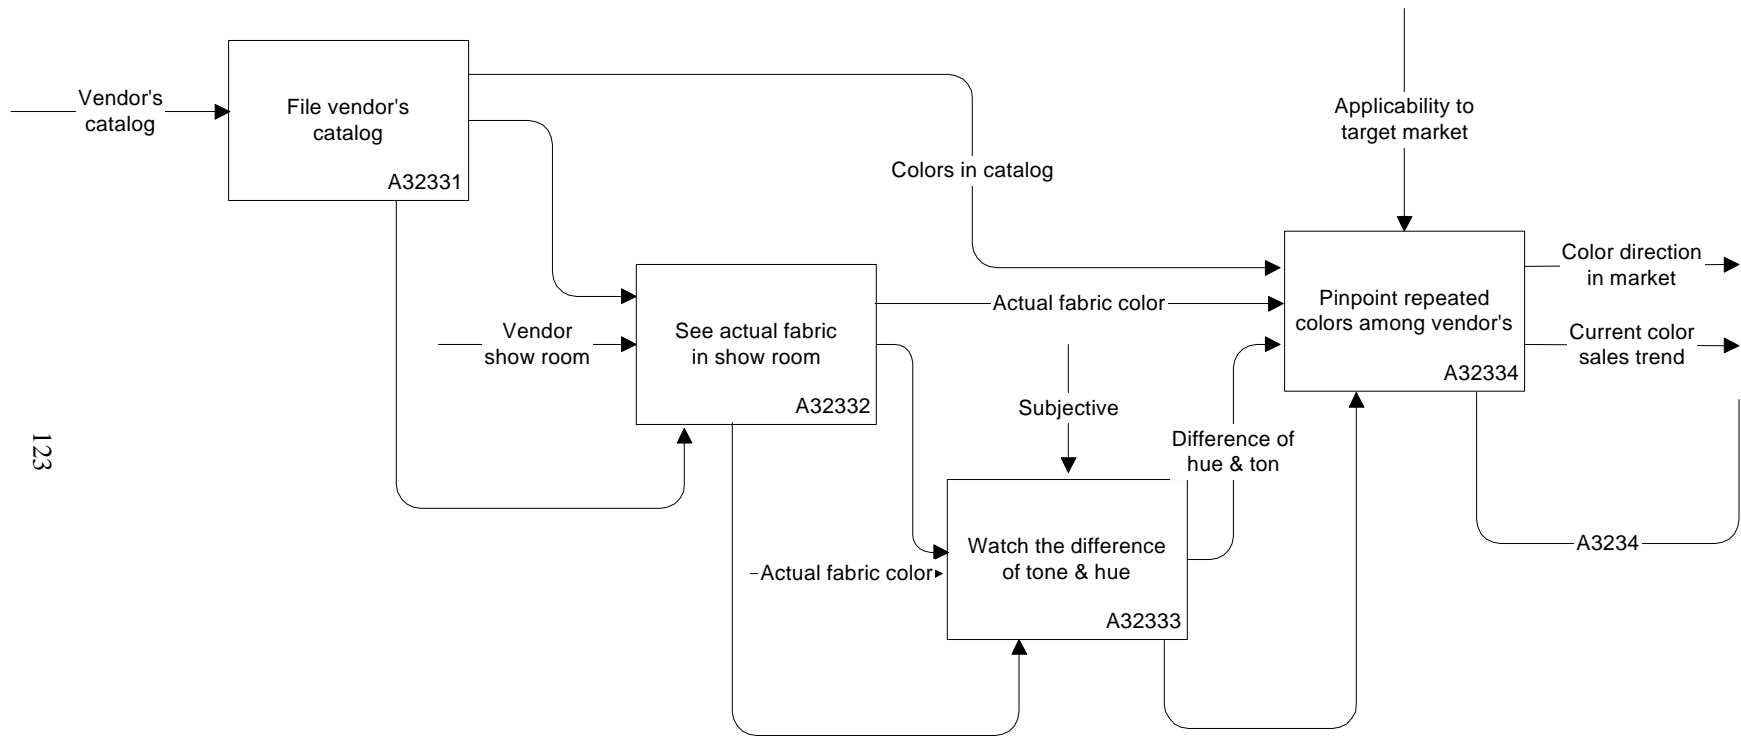 Vendor's
catalog
File vendor's
catalog
A32331
Colors in catalog
Applicability to
target market
Vendor
show room
See actual fabric
in show room
A32332
Actual fabric color
Pinpoint repeated
colors among vendor's
A32334
Color direction
in market
Current color
sales trend
Subjective
Difference of
hue & ton
Actual fabric color
Watch the difference
of tone & hue
A32333
A3234
123